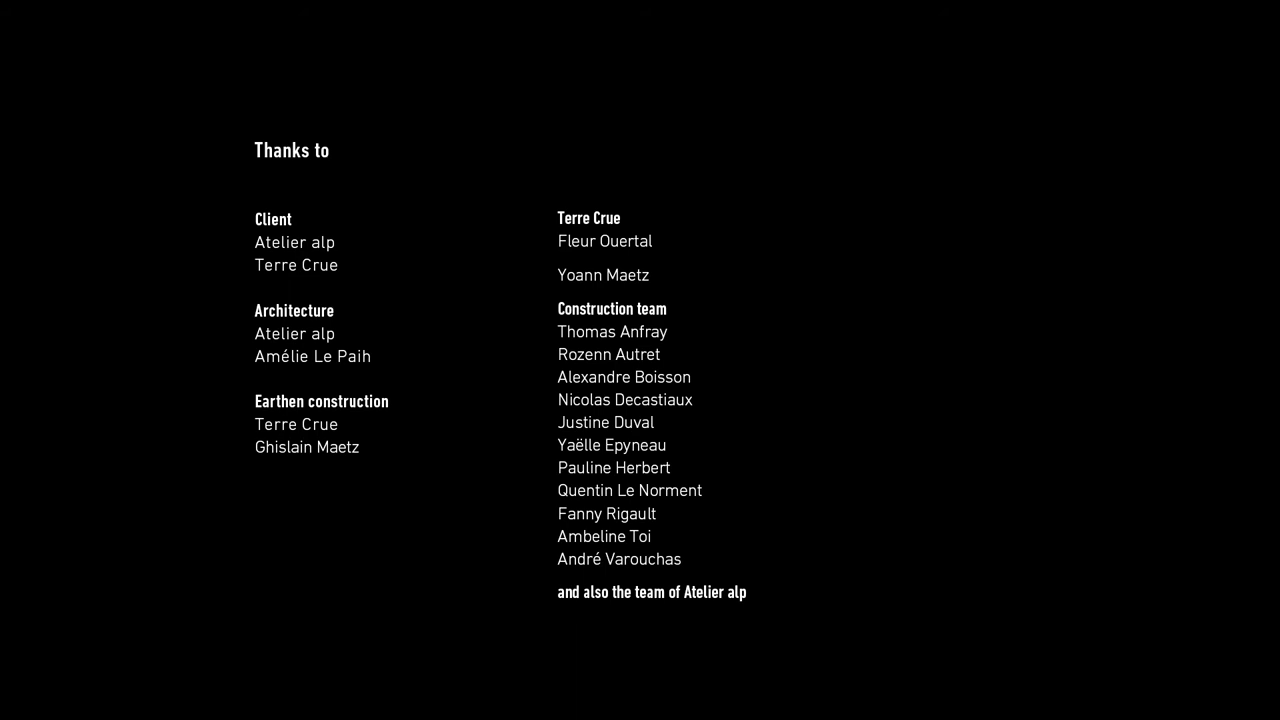 Thanks to
Client
Atelier alp
Terre Crue
Architecture
Atelier alp
Amélie Le Paih
Earthen construction
Terre Crue
Ghislain Maetz
Terre Crue
Fleur Ouertal
Yoann Maetz
Construction team
Thomas Anfray
Rozenn Autret
Alexandre Boisson
Nicolas Decastiaux
Justine Duval
Yaëlle Epyneau
Pauline Herbert
Quentin Le Norment
Fanny Rigault
Ambeline Toi
André Varouchas
and also the team of Atelier alp